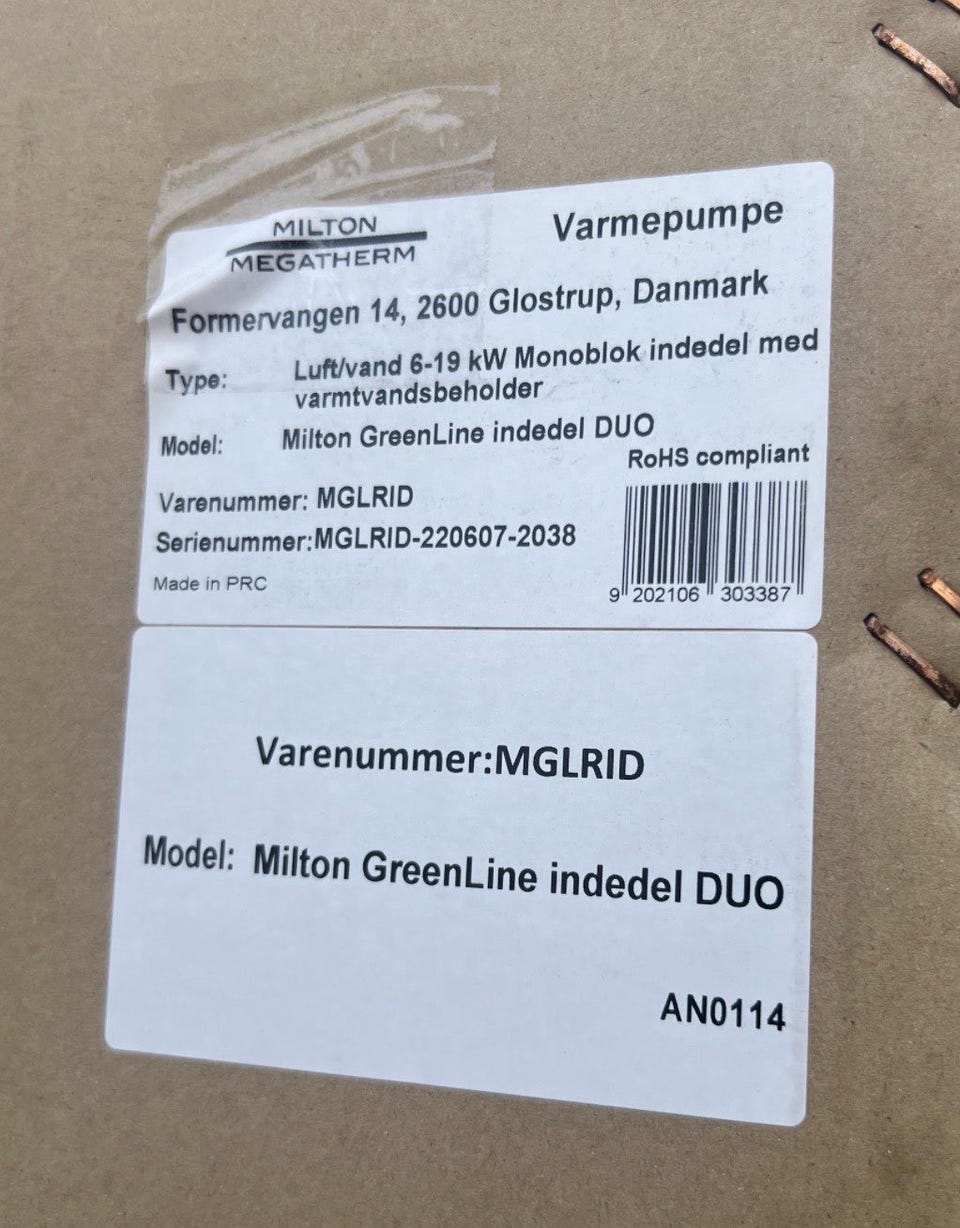 MILTON
MEGATHERM
Varmepumpe
Formervangen 14, 2600 Glostrup, Danmark
Type: Luft/vand 6-19 kW Monoblok indedel med
varmtvandsbeholder
Model: Milton GreenLine indedel DUO
RoHS compliant
Varenummer: MGLRID
Serienummer:MGLRID-220607-2038
Made in PRC
9 202106 303387
Varenummer:MGLRID
Model: Milton GreenLine indedel DUO
AN0114